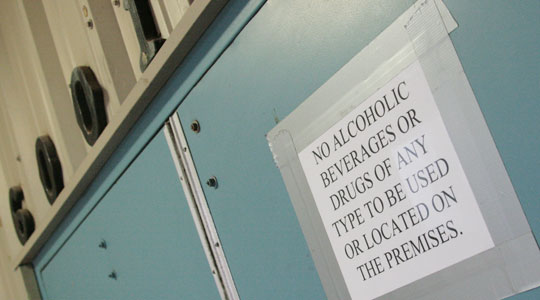 NO ALCOHOLIC
BEVERAGES OR
DRUGS OF ANY
TYPE TO BE USED
OR LOCATED ON
THE PREMISES.